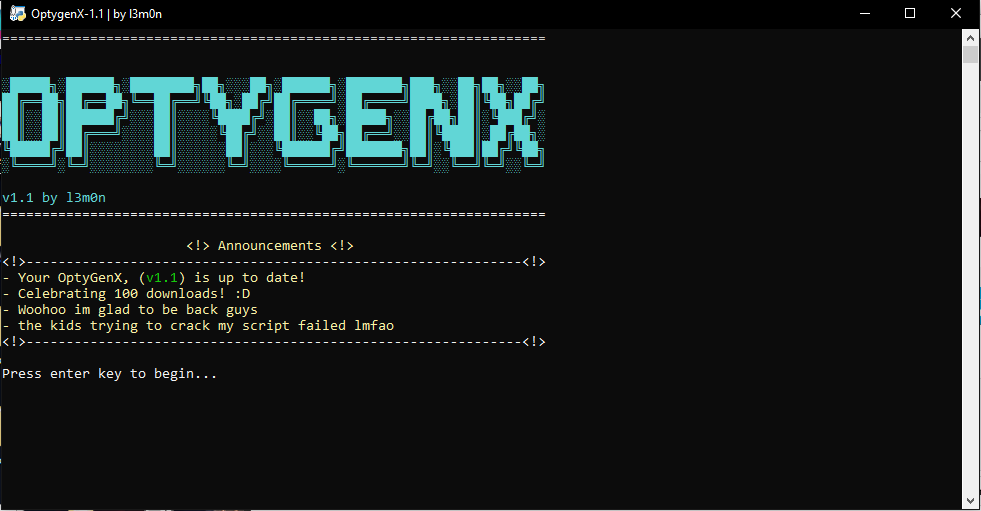 OptygenX-1.1 | by l3m0n
====================================================================
OPTYGENX
v1.1 by l3m0n
====================================================================
<!> Announcements <!>
<!>--------------------------------------------------------------<!>
- Your OptyGenX, (v1.1) is up to date!
- Celebrating 100 downloads! :D
- Woohoo im glad to be back guys
- the kids trying to crack my script failed lmfao
<!>--------------------------------------------------------------<!>
Press enter key to begin...